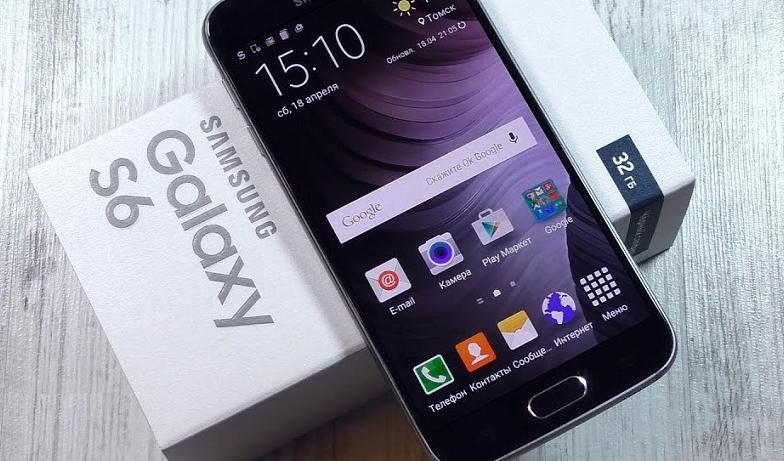 SAMSUNG
Galaxy
S6
Томск
15:10
Обновл. 18.04 21:05
сб, 18 апреля
Google
Скажите Ok Google
E-mail
Камера
Play Маркет
Google
Телефон
Контакты
Сообще...
Интернет
Меню
32 ГБ